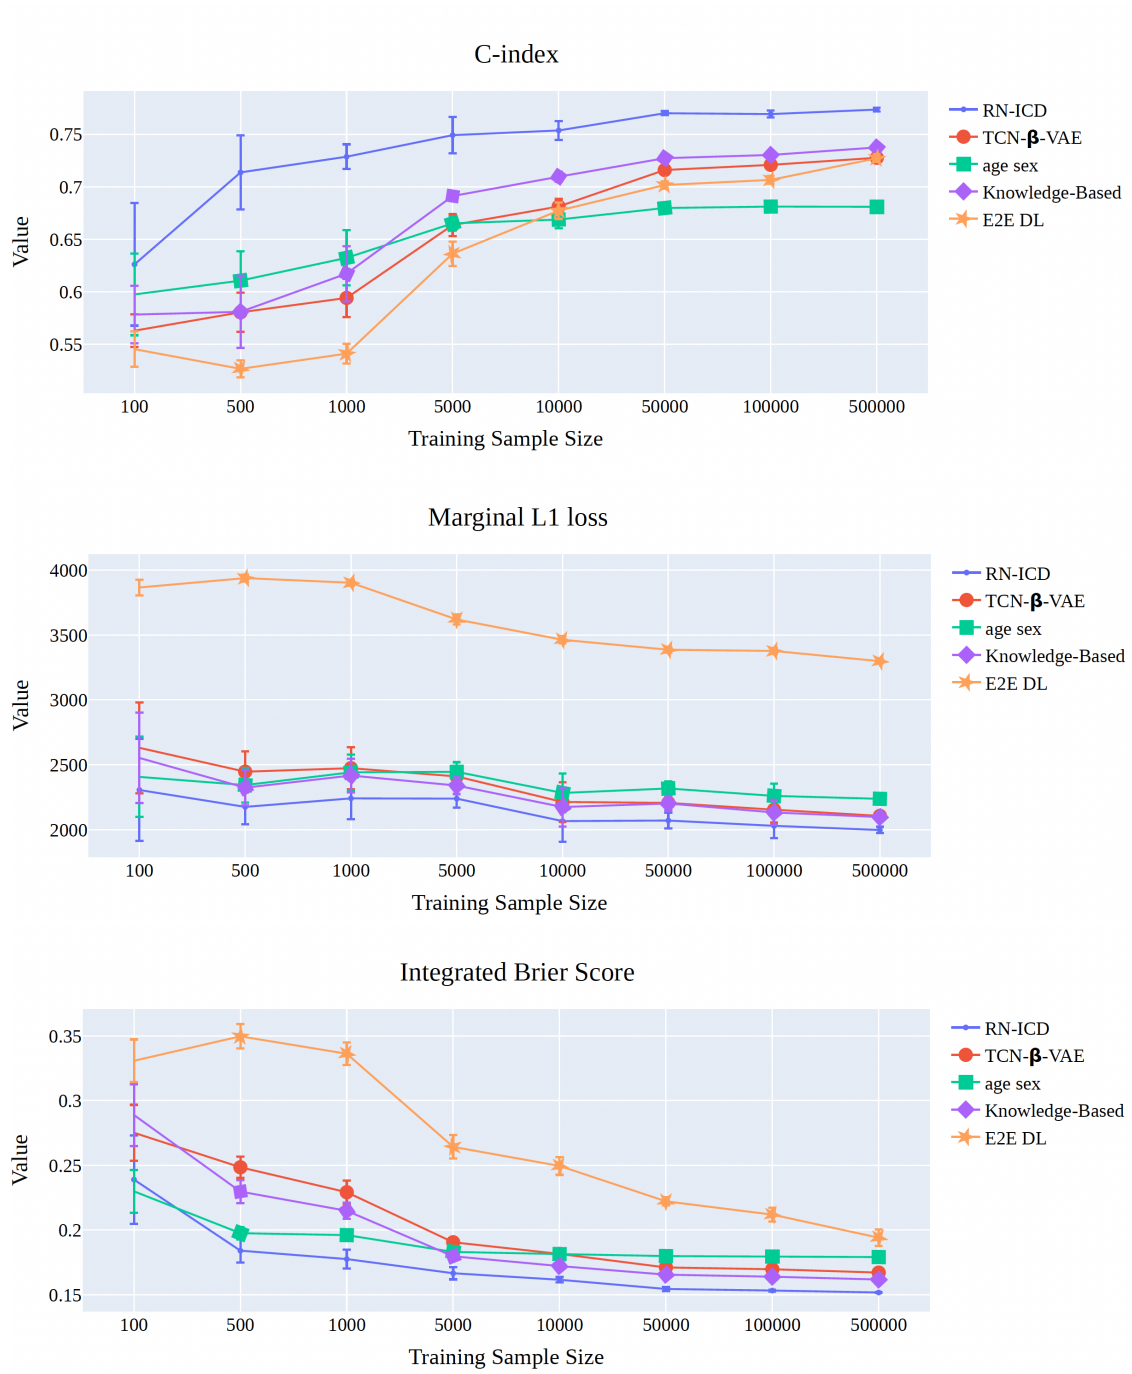 C-index
Value
0.75
0.7
0.65
0.6
0.55
100 500 1000 5000 10000 50000 100000 500000
Training Sample Size
RN-ICD
TCN-β-VAE
age sex
Knowledge-Based
E2E DL
Marginal L1 loss
Value
4000
3500
3000
2500
2000
100 500 1000 5000 10000 50000 100000 500000
Training Sample Size
RN-ICD
TCN-β-VAE
age sex
Knowledge-Based
E2E DL
Integrated Brier Score
Value
0.35
0.3
0.25
0.2
0.15
100 500 1000 5000 10000 50000 100000 500000
Training Sample Size
RN-ICD
TCN-β-VAE
age sex
Knowledge-Based
E2E DL